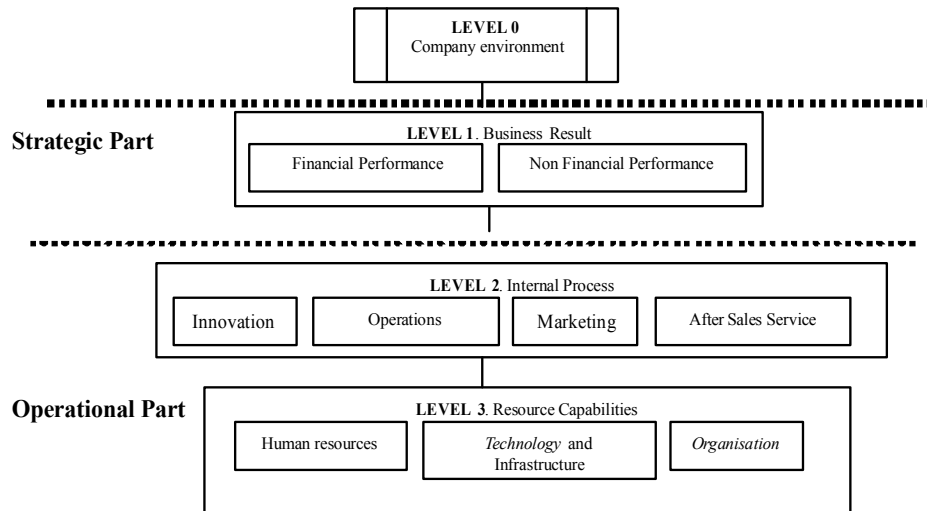 LEVEL 0
Company environment
Strategic Part
LEVEL 1. Business Result
Financial Performance
Non Financial Performance
LEVEL 2. Internal Process
Innovation
Operations
Marketing
After Sales Service
Operational Part
LEVEL 3. Resource Capabilities
Human resources
Technology and
Infrastructure
Organisation